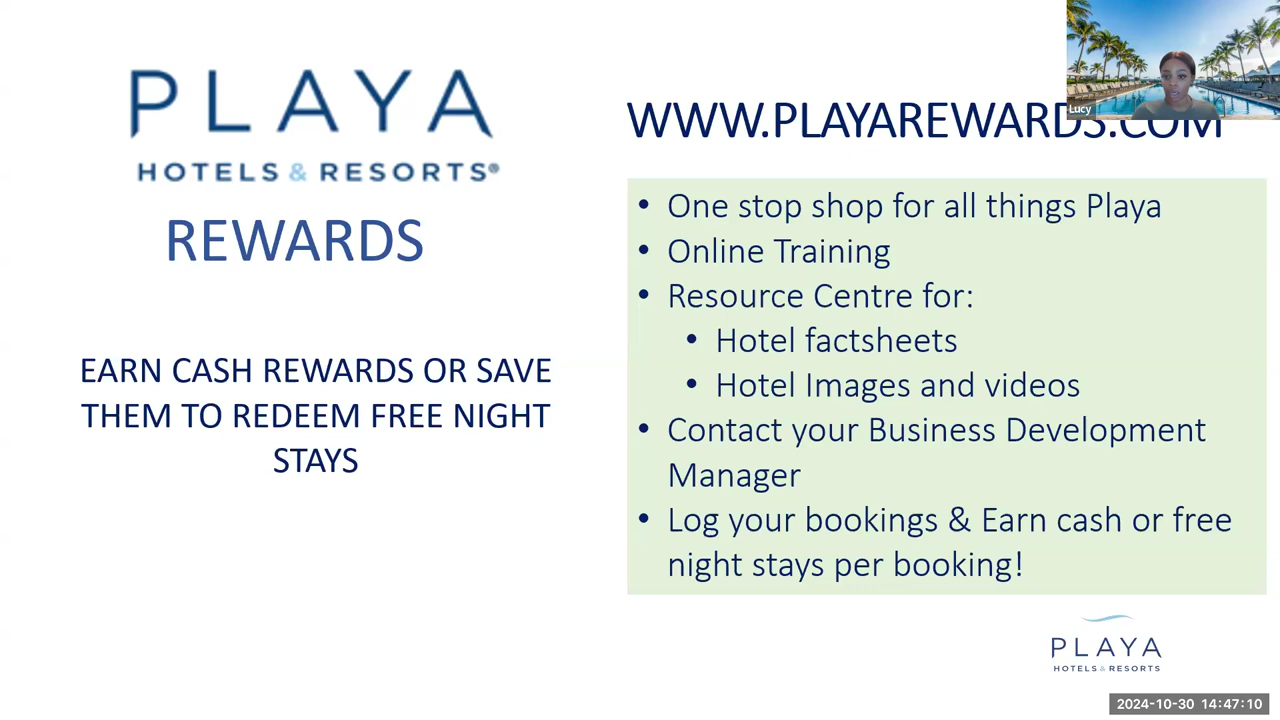 PLAYA
HOTELS & RESORTS®
REWARDS
EARN CASH REWARDS OR SAVE
THEM TO REDEEM FREE NIGHT
STAYS
WWW.PLAYAREWARDS.COM
Lucy
• One stop shop for all things Playa
• Online Training
• Resource Centre for:
• Hotel factsheets
• Hotel Images and videos
• Contact your Business Development
Manager
• Log your bookings & Earn cash or free
night stays per booking!
PLAYA
HOTELS & RESORTS
2024-10-30 14:47:10